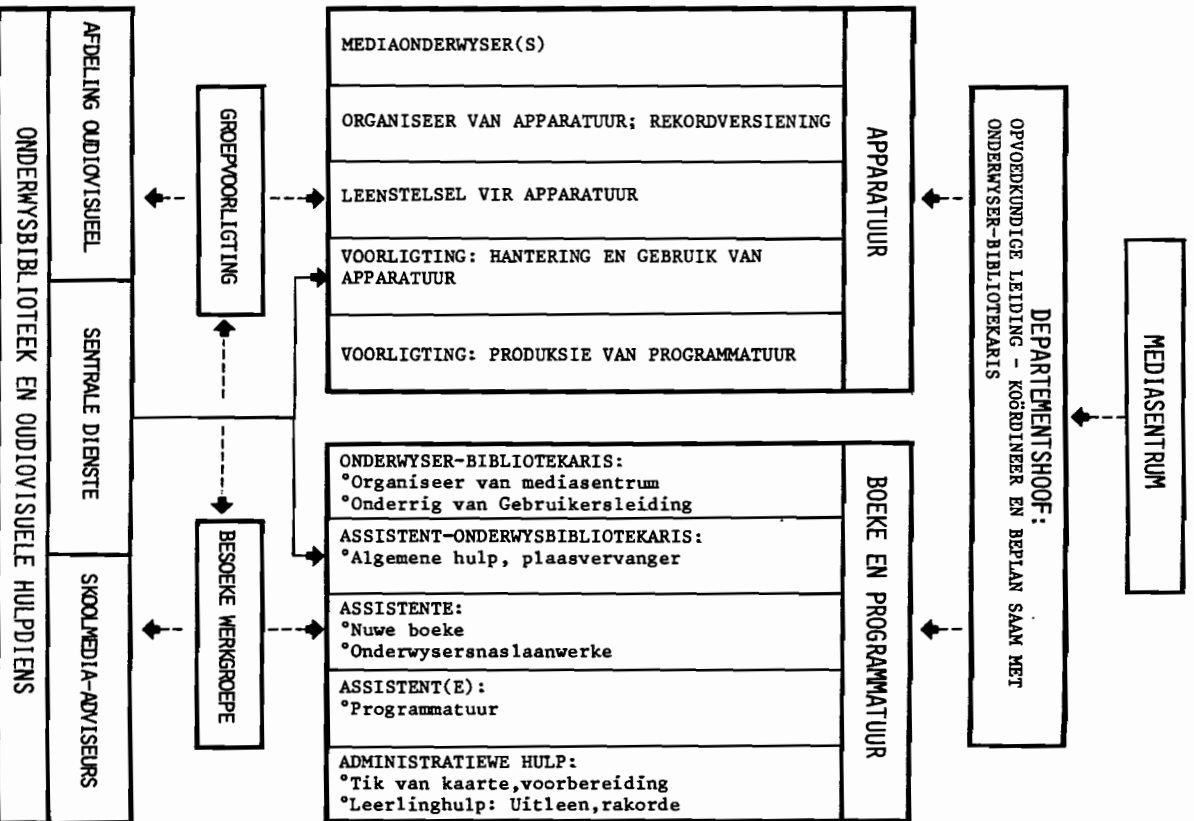 MEDIASENTRUM
DEPARTEMENTSHOOF:
OPVOEDKUNDIGE LEIDING - KOÖRDINEER EN BEPLAN SAAM MET
ONDERWYSER-BIBLIOTEKARIS
APPARATUUR
MEDIAONDERWYSER(S)
ORGANISEER VAN APPARATUUR; REKORDVERSIENING
LEENSTELSEL VIR APPARATUUR
VOORLIGTING: HANTERING EN GEBRUIK VAN
APPARATUUR
VOORLIGTING: PRODUKSIE VAN PROGRAMMATUUR
BOEKE EN PROGRAMMATUUR
ONDERWYSER-BIBLIOTEKARIS:
°Organiseer van mediasentrum
°Onderrig van Gebruikersleiding
ASSISTENT-ONDERWYSBIBLIOTEKARIS:
°Algemene hulp, plaasvervanger
ASSISTENTE:
°Nuwe boeke
°Onderwysersnaslaanwerke
ASSISTENT(E):
°Programmatuur
ADMINISTRATIEWE HULP:
°Tik van kaarte,voorbereiding
°Leerlinghulp: Uitleen,rakorde
GROEPVOORLIGTING
BESOEKE WERKGROEPE
AFDELING OUDIOVISUEEL
SENTRALE DIENSTE
SKOOLMEDIA-ADVISEURS
ONDERWYSBIBLIOTEEK EN OUDIOVISUELE HULPDIENS